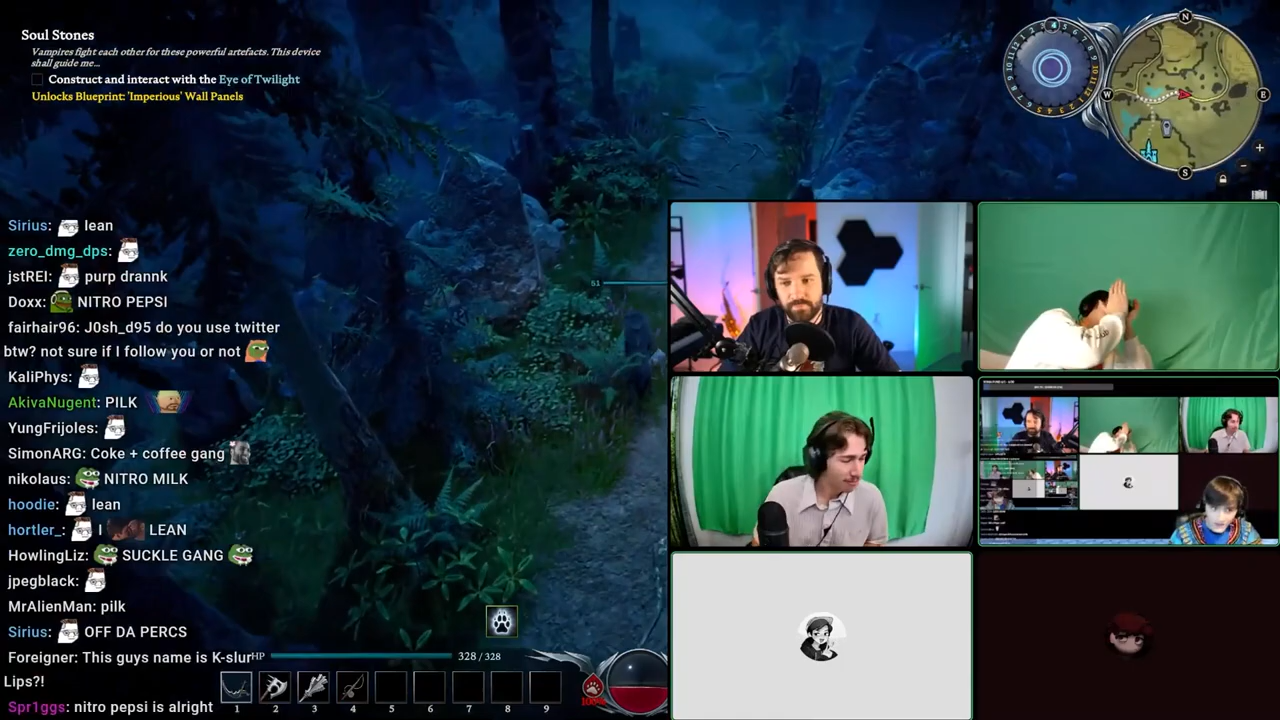 Soul Stones
Vampires fight each other for these powerful artefacts. This device
shall guide me...
Construct and interact with the Eye of Twilight
Unlocks Blueprint: 'Imperious' Wall Panels
N
W
E
S
Sirius: lean
zero_dmg_dps:
jstREI: purp drannk
Doxx: NITRO PEPSI
fairhair96: J0sh_d95 do you use twitter
btw? not sure if I follow you or not
KaliPhys:
AkivaNugent: PILK
YungFrijoles:
SimonARG: Coke + coffee gang
nikolaus: NITRO MILK
hoodie: lean
hortler_: I LEAN
HowlingLiz: SUCKLE GANG
jpegblack:
MrAlienMan: pilk
Sirius: OFF DA PERCS
Foreigner: This guys name is K-slur
Lips?!
Spr1ggs: nitro pepsi is alright
51
HP 328 / 328
1 2 3 4 5 6 7 8 9
100%